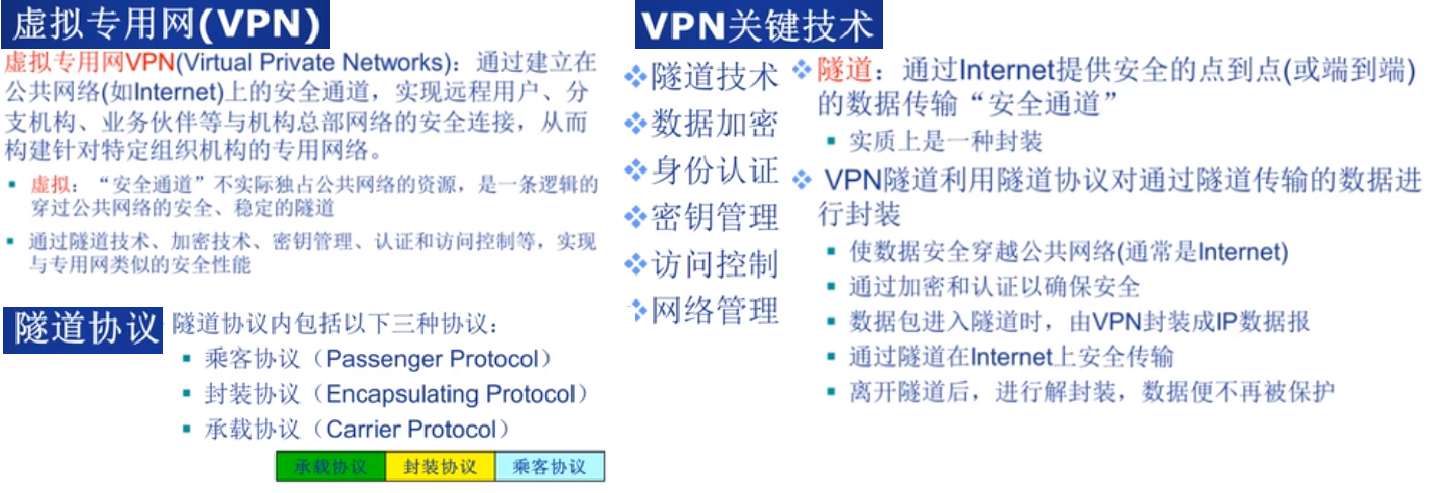 虚拟专用网(VPN)
虚拟专用网VPN(Virtual Private Networks)：通过建立在
公共网络(如Internet)上的安全通道，实现远程用户、分
支机构、业务伙伴等与机构总部网络的安全连接，从而
构建针对特定组织机构的专用网络。
▪ 虚拟：“安全通道”不实际独占公共网络的资源，是一条逻辑的
穿过公共网络的安全、稳定的隧道
▪ 通过隧道技术、加密技术、密钥管理、认证和访问控制等，实现
与专用网类似的安全性能
隧道协议
隧道协议内包括以下三种协议：
▪ 乘客协议（Passenger Protocol）
▪ 封装协议（Encapsulating Protocol）
▪ 承载协议（Carrier Protocol）
承载协议 封装协议 乘客协议
VPN关键技术
❖隧道技术
❖数据加密
❖身份认证
❖密钥管理
❖访问控制
❖网络管理
❖隧道：通过Internet提供安全的点到点(或端到端)
的数据传输“安全通道”
▪ 实质上是一种封装
❖ VPN隧道利用隧道协议对通过隧道传输的数据进
行封装
▪ 使数据安全穿越公共网络(通常是Internet)
▪ 通过加密和认证以确保安全
▪ 数据包进入隧道时，由VPN封装成IP数据报
▪ 通过隧道在Internet上安全传输
▪ 离开隧道后，进行解封装，数据便不再被保护